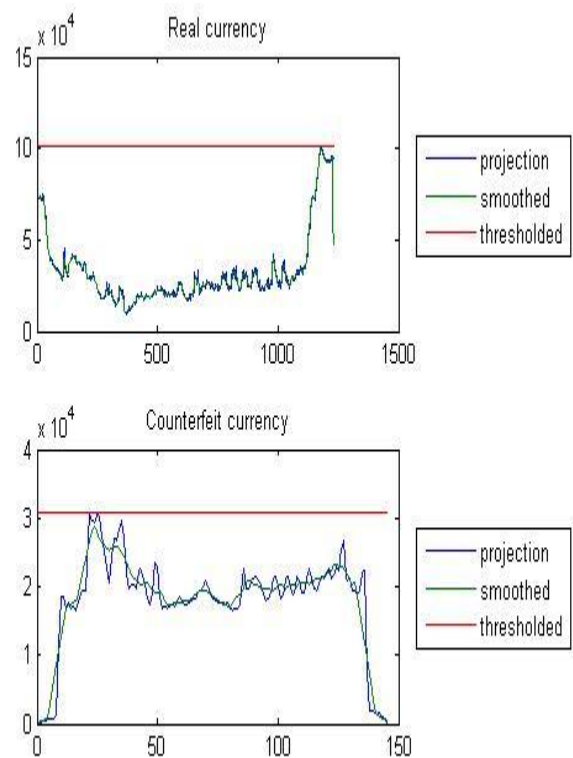 x 10^4
Real currency
15
10
5
0
0 500 1000 1500
projection
smoothed
thresholded
x 10^4
Counterfeit currency
4
3
2
1
0
0 50 100 150
projection
smoothed
thresholded